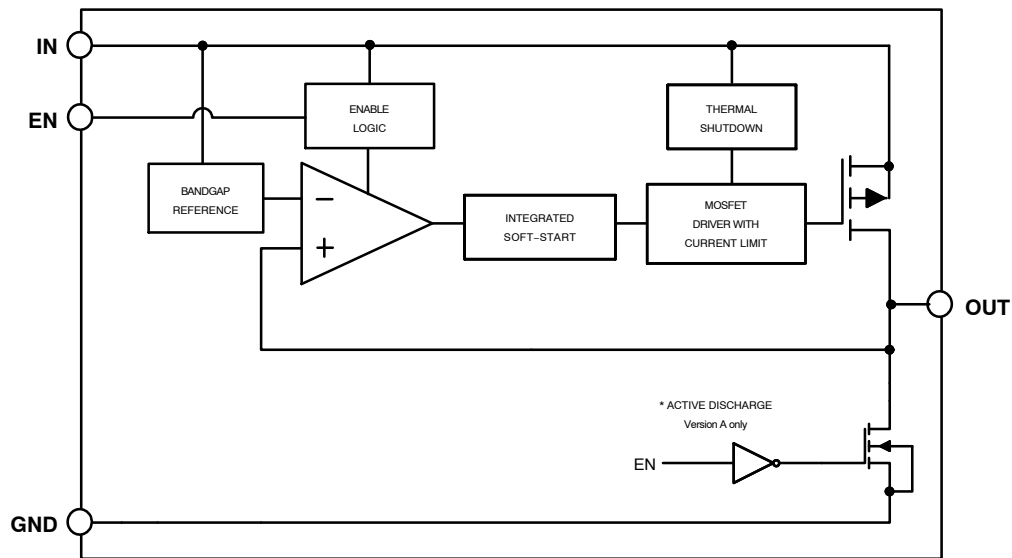 IN
EN
ENABLE
LOGIC
THERMAL
SHUTDOWN
BANDGAP
REFERENCE
−
+
INTEGRATED
SOFT−START
MOSFET
DRIVER WITH
CURRENT LIMIT
OUT
* ACTIVE DISCHARGE
Version A only
EN
GND